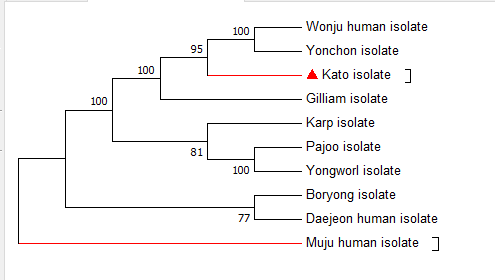 100
Wonju human isolate
95
Yonchon isolate
100
Kato isolate
100
Gilliam isolate
Karp isolate
81
Pajoo isolate
100
Yongworl isolate
Boryong isolate
77
Daejeon human isolate
Muju human isolate